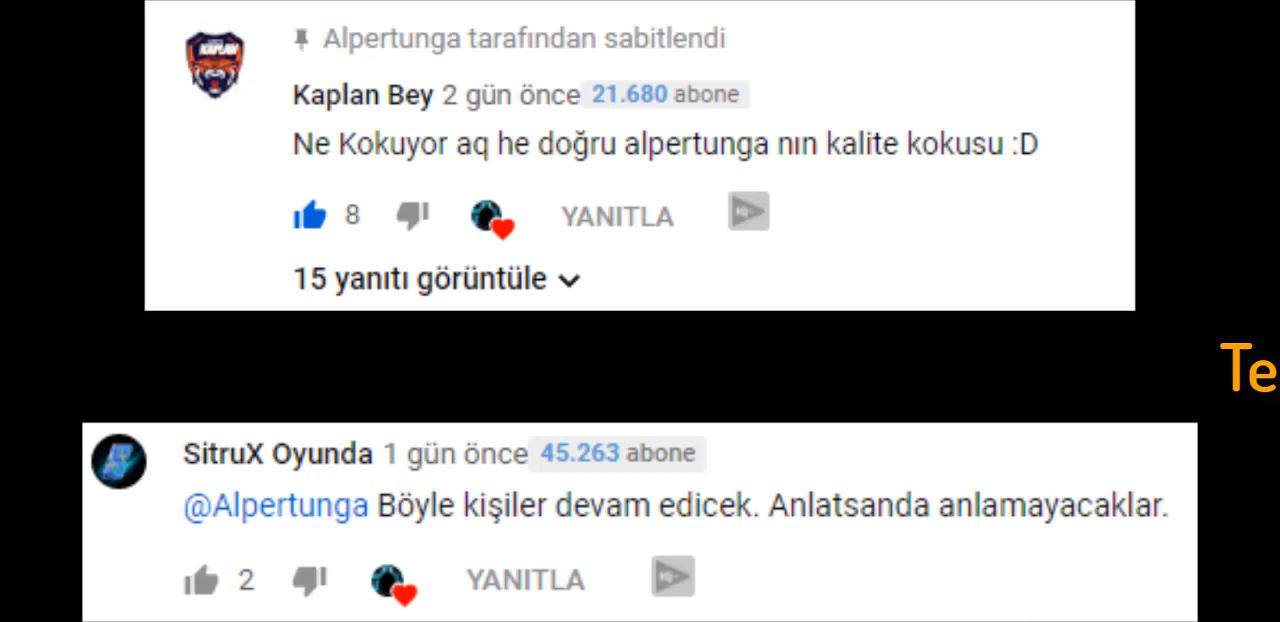 Alpertunga tarafından sabitlendi
KAPLAN
Kaplan Bey 2 gün önce 21.680 abone
Ne Kokuyor aq he doğru alpertunga nın kalite kokusu :D
8 YANITLA
15 yanıtı görüntüle
Te
SitruX Oyunda 1 gün önce 45.263 abone
@Alpertunga Böyle kişiler devam edicek. Anlatsanda anlamayacaklar.
2 YANITLA